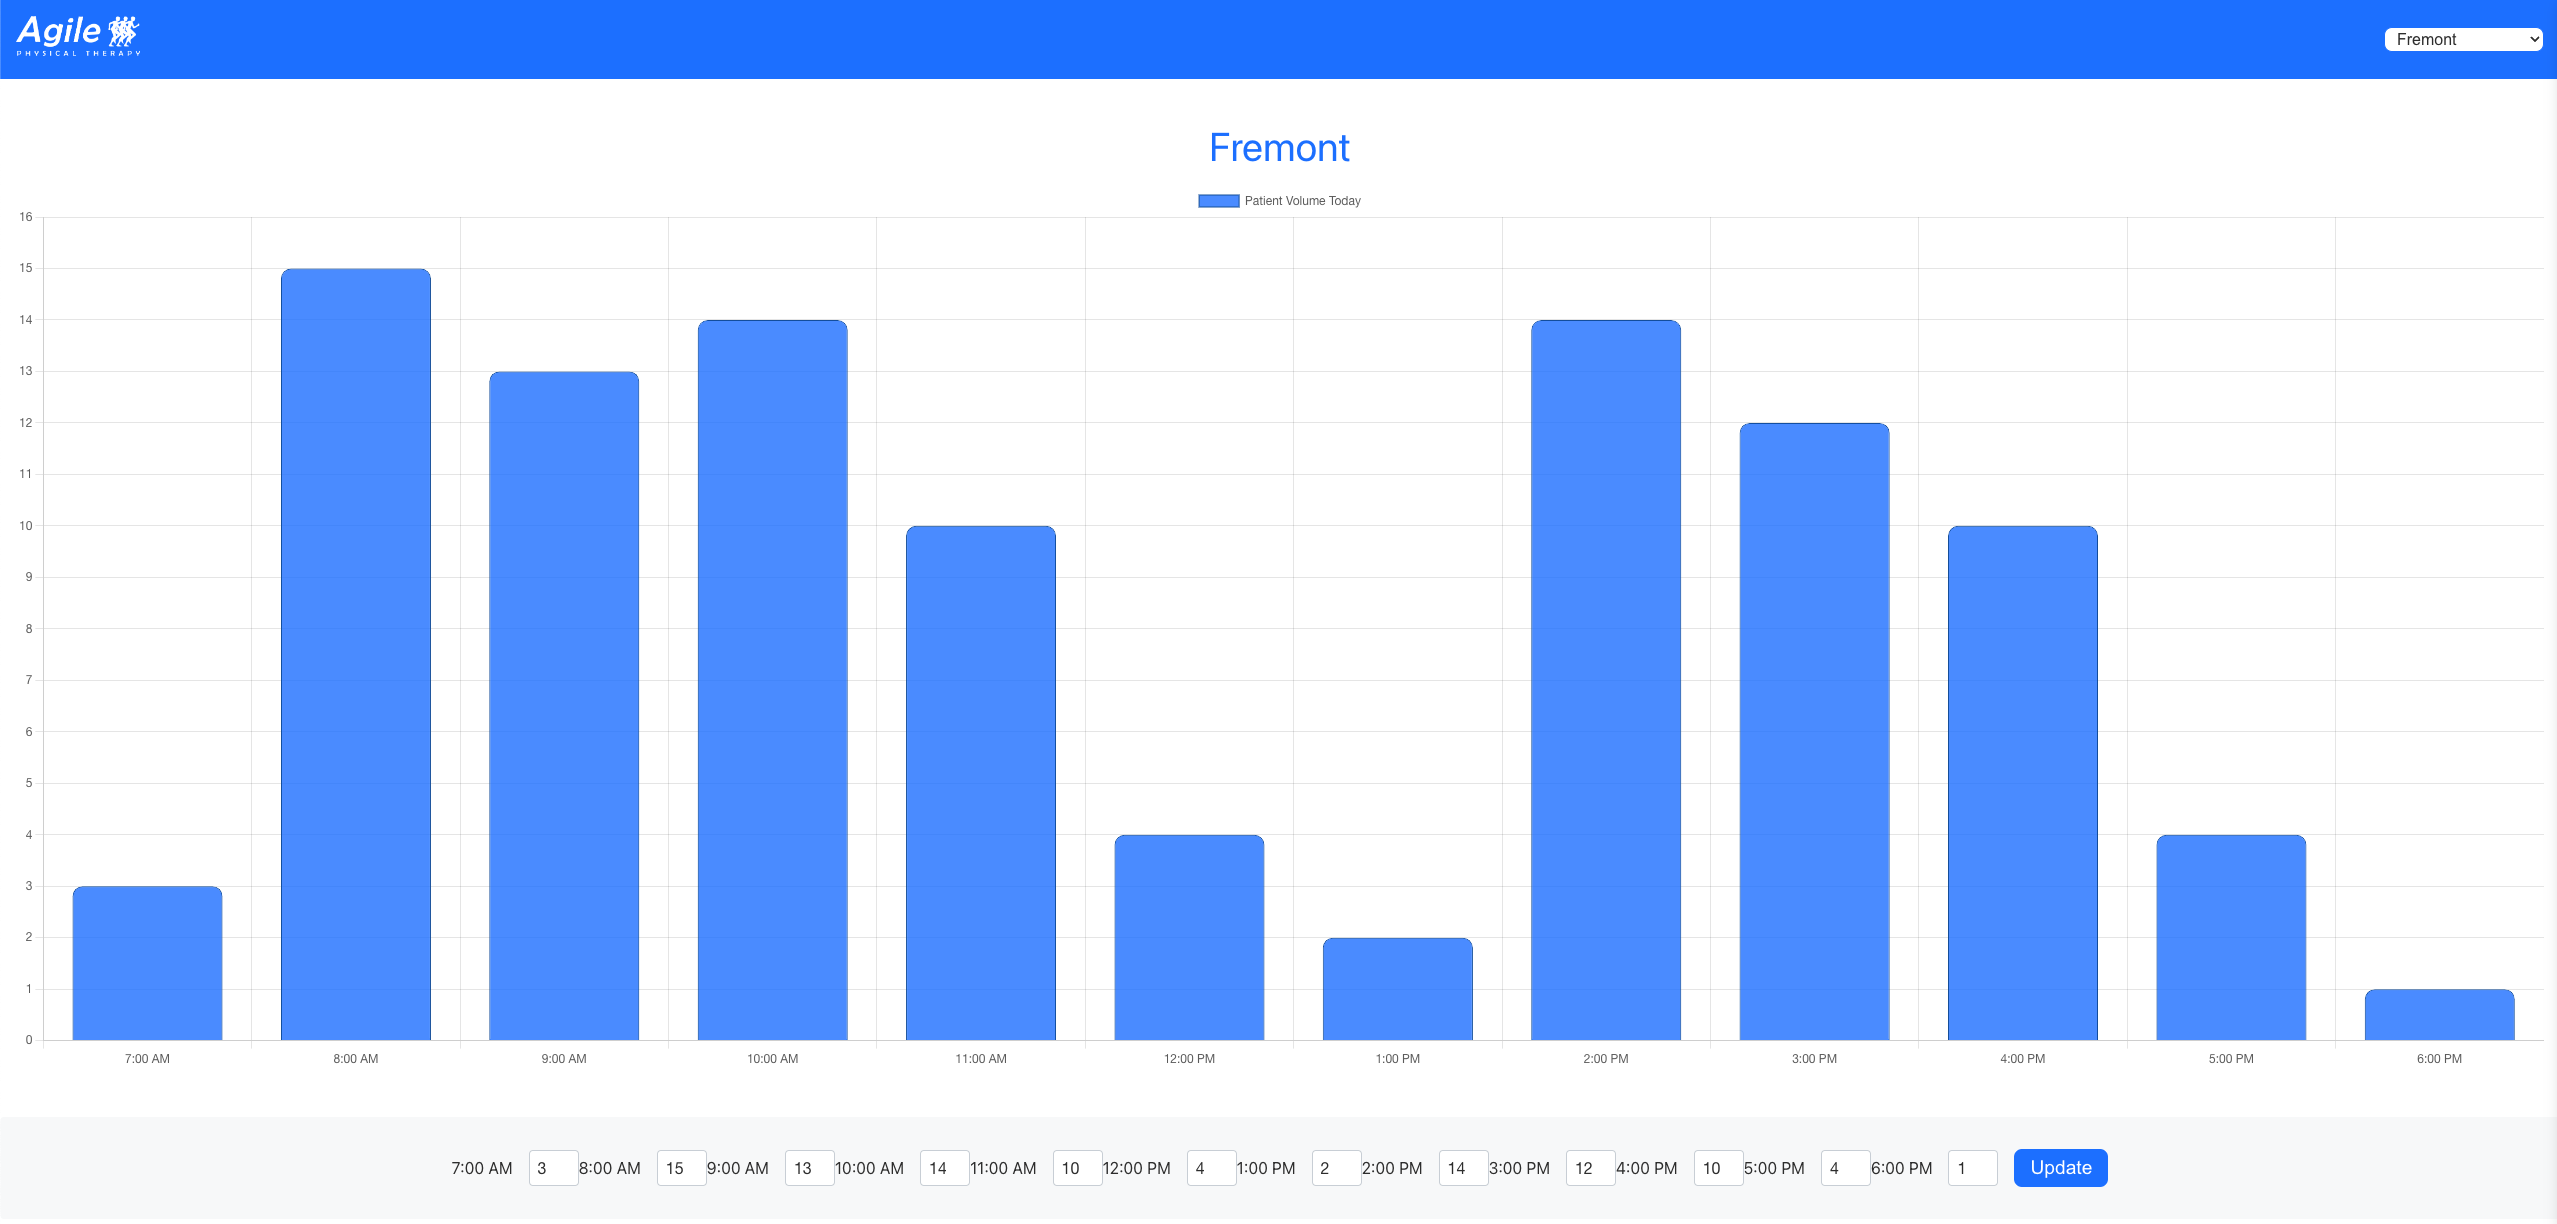 Agile
PHYSICAL THERAPY
Fremont
Fremont
Patient Volume Today
16
15
14
13
12
11
10
9
8
7
6
5
4
3
2
1
0
7:00 AM 8:00 AM 9:00 AM 10:00 AM 11:00 AM 12:00 PM 1:00 PM 2:00 PM 3:00 PM 4:00 PM 5:00 PM 6:00 PM
7:00 AM 3 8:00 AM 15 9:00 AM 13 10:00 AM 14 11:00 AM 10 12:00 PM 4 1:00 PM 2 2:00 PM 14 3:00 PM 12 4:00 PM 10 5:00 PM 4 6:00 PM 1 Update